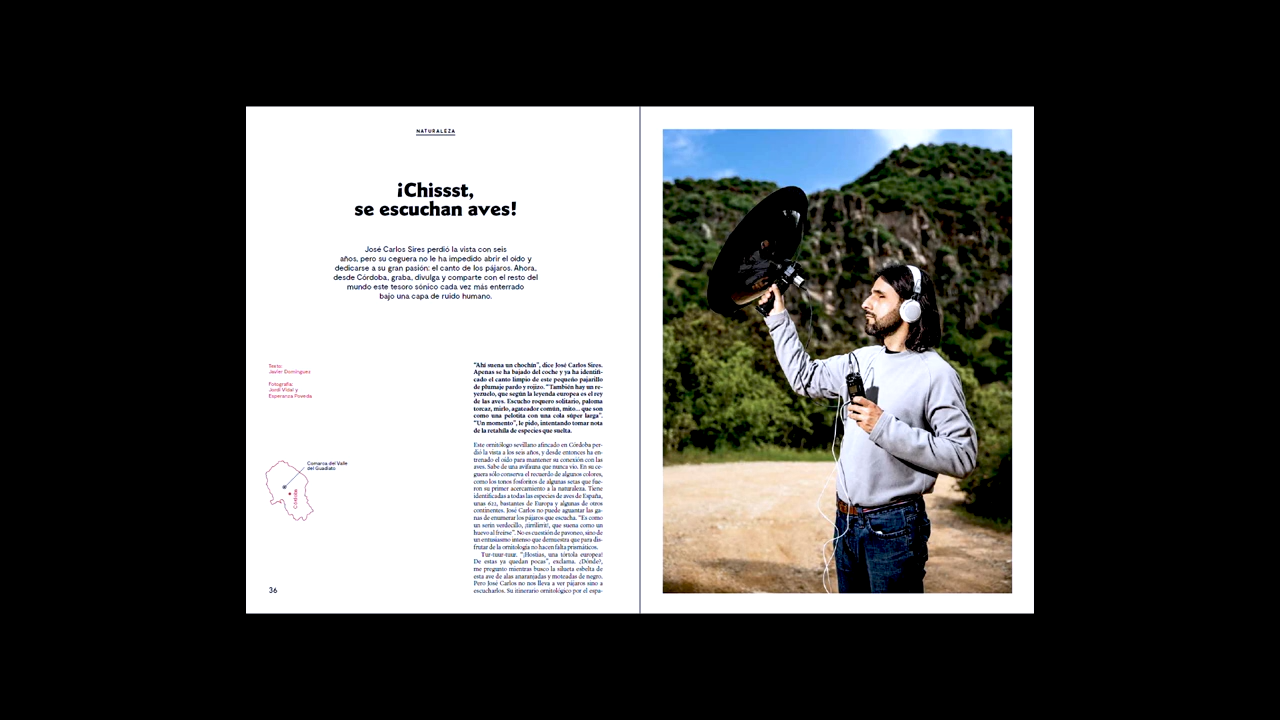 NATURALEZA
¡Chissst,
se escuchan aves!
José Carlos Sires perdió la vista con seis
años, pero su ceguera no le ha impedido abrir el oído y
dedicarse a su gran pasión: el canto de los pájaros. Ahora,
desde Córdoba, graba, divulga y comparte con el resto del
mundo este tesoro sónico cada vez más enterrado
bajo una capa de ruido humano.
Texto:
Javier Domínguez
Fotografía:
Jordi Vidal y
Esperanza Poveda
Comarca del Valle
del Guadiato
Córdoba
"Ahí suena un chochín", dice José Carlos Sires.
Apenas se ha bajado del coche y ya ha identifi-
cado el canto limpio de este pequeño pajarillo
de plumaje pardo y rojizo. "También hay un re-
yezuelo, que según la leyenda europea es el rey
de las aves. Escucho roquero solitario, paloma
torcaz, mirlo, agateador común, mito... que son
como una pelotita con una cola súper larga".
"Un momento", le pido, intentando tomar nota
de la retahíla de especies que suelta.
Este ornitólogo sevillano afincado en Córdoba per-
dió la vista a los seis años, y desde entonces ha en-
trenado el oído para mantener su conexión con las
aves. Sabe de una avifauna que nunca vio. En su ce-
guera sólo conserva el recuerdo de algunos colores,
como los tonos fosforitos de algunas setas que fue-
ron su primer acercamiento a la naturaleza. Tiene
identificadas a todas las especies de aves de España,
unas 622, bastantes de Europa y algunas de otros
continentes. José Carlos no puede aguantar las ga-
nas de enumerar los pájaros que escucha. "Es como
un serín verdecillo, ¡tirrilirrí!, que suena como un
huevo al freírse". No es cuestión de pavoneo, sino de
un entusiasmo intenso que demuestra que para dis-
frutar de la ornitología no hacen falta prismáticos.
Tur-tuur-tuur. "¡Hostias, una tórtola europea!
De estas ya quedan pocas", exclama. ¿Dónde?,
me pregunto mientras busco la silueta esbelta de
esta ave de alas anaranjadas y moteadas de negro.
Pero José Carlos no nos lleva a ver pájaros sino a
escucharlos. Su itinerario ornitológico por el espa-
36